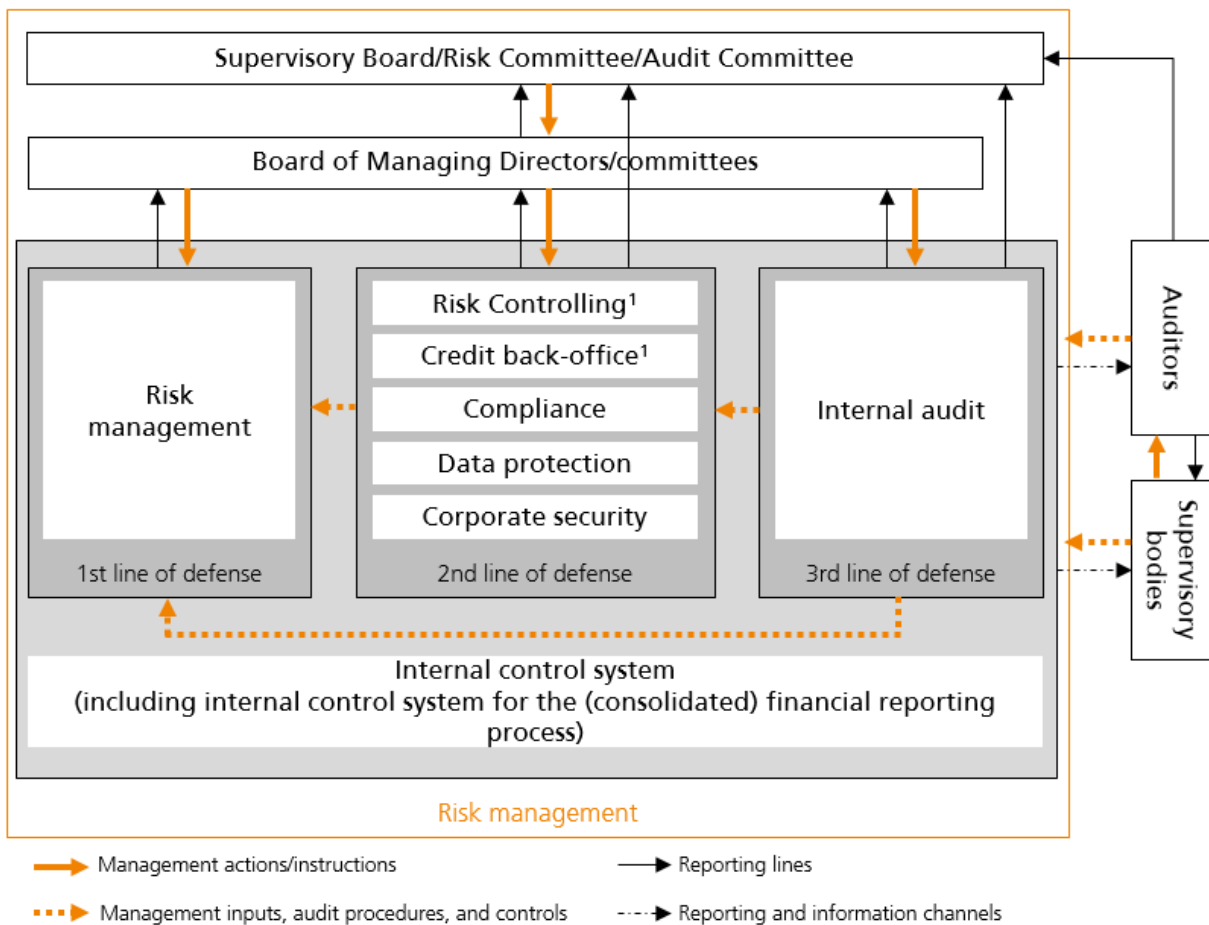 Supervisory Board/Risk Committee/Audit Committee
Board of Managing Directors/committees
Risk
management
1st line of defense
Risk Controlling¹
Credit back-office¹
Compliance
Data protection
Corporate security
2nd line of defense
Internal audit
3rd line of defense
Auditors
Supervisory
bodies
Internal control system
(including internal control system for the (consolidated) financial reporting
process)
Risk management
Management actions/instructions
Reporting lines
Management inputs, audit procedures, and controls
Reporting and information channels